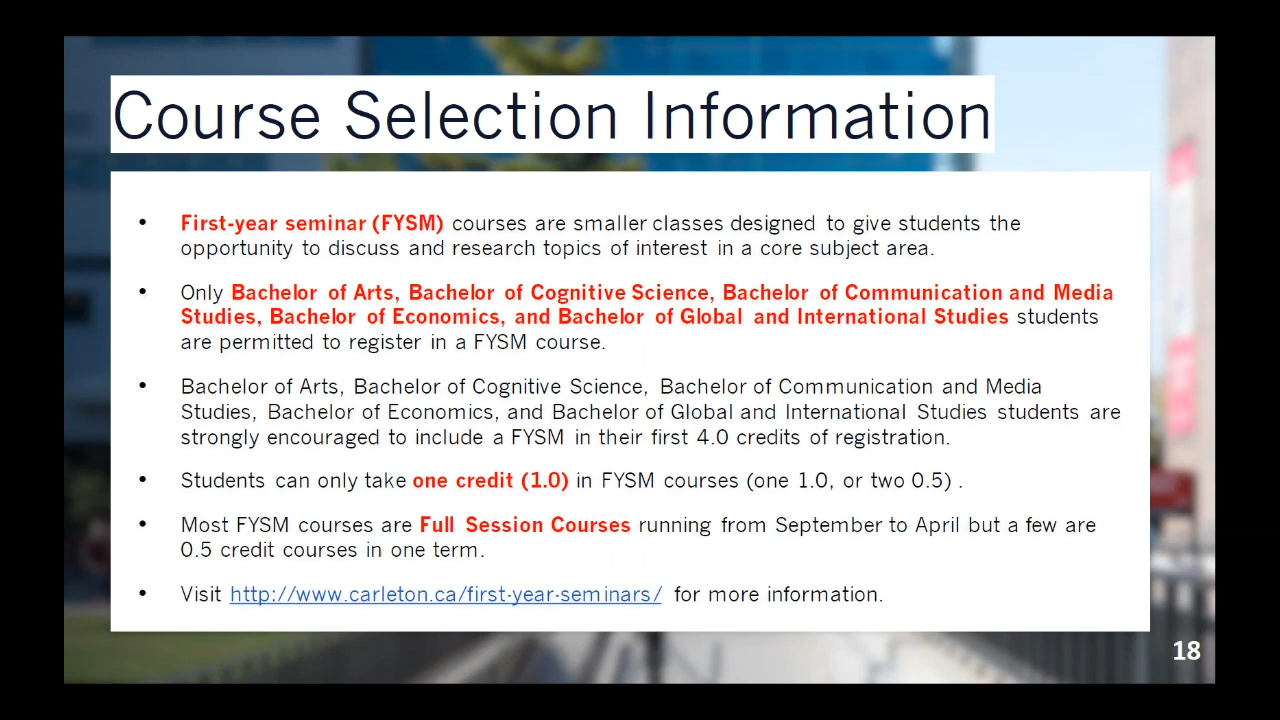 Course Selection Information
• First-year seminar (FYSM) courses are smaller classes designed to give students the
opportunity to discuss and research topics of interest in a core subject area.
• Only Bachelor of Arts, Bachelor of Cognitive Science, Bachelor of Communication and Media
Studies, Bachelor of Economics, and Bachelor of Global and International Studies students
are permitted to register in a FYSM course.
• Bachelor of Arts, Bachelor of Cognitive Science, Bachelor of Communication and Media
Studies, Bachelor of Economics, and Bachelor of Global and International Studies students are
strongly encouraged to include a FYSM in their first 4.0 credits of registration.
• Students can only take one credit (1.0) in FYSM courses (one 1.0, or two 0.5) .
• Most FYSM courses are Full Session Courses running from September to April but a few are
0.5 credit courses in one term.
• Visit http://www.carleton.ca/first-year-seminars/ for more information.
18